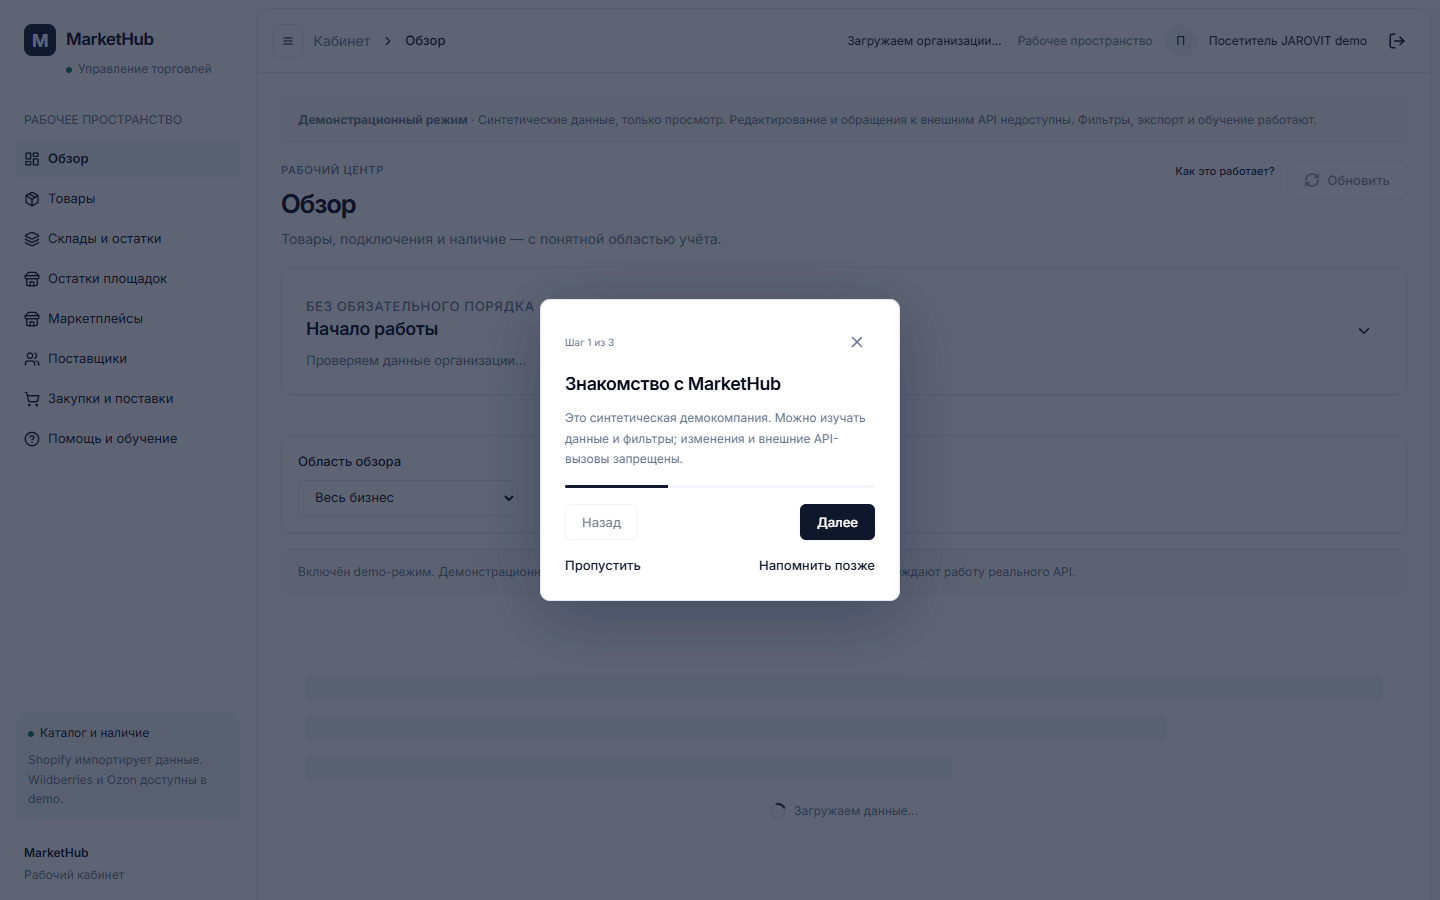 M
MarketHub
Управление торговлей
РАБОЧЕЕ ПРОСТРАНСТВО
Обзор
Товары
Склады и остатки
Остатки площадок
Маркетплейсы
Поставщики
Закупки и поставки
Помощь и обучение
Каталог и наличие
Shopify импортирует данные.
Wildberries и Ozon доступны в
demo.
MarketHub
Рабочий кабинет
Кабинет
Обзор
Загружаем организации...
Рабочее пространство
П
Посетитель JAROVIT demo
Демонстрационный режим · Синтетические данные, только просмотр. Редактирование и обращения к внешним API недоступны. Фильтры, экспорт и обучение работают.
РАБОЧИЙ ЦЕНТР
Как это работает?
Обновить
Обзор
Товары, подключения и наличие — с понятной областью учёта.
БЕЗ ОБЯЗАТЕЛЬНОГО ПОРЯДКА
Начало работы
Проверяем данные организации...
Область обзора
Весь бизнес
Включён demo-режим.
ждают работу реального API.
Загружаем данные...
Шаг 1 из 3
Знакомство с MarketHub
Это синтетическая демокомпания. Можно изучать
данные и фильтры; изменения и внешние API-
вызовы запрещены.
Назад
Далее
Пропустить
Напомнить позже